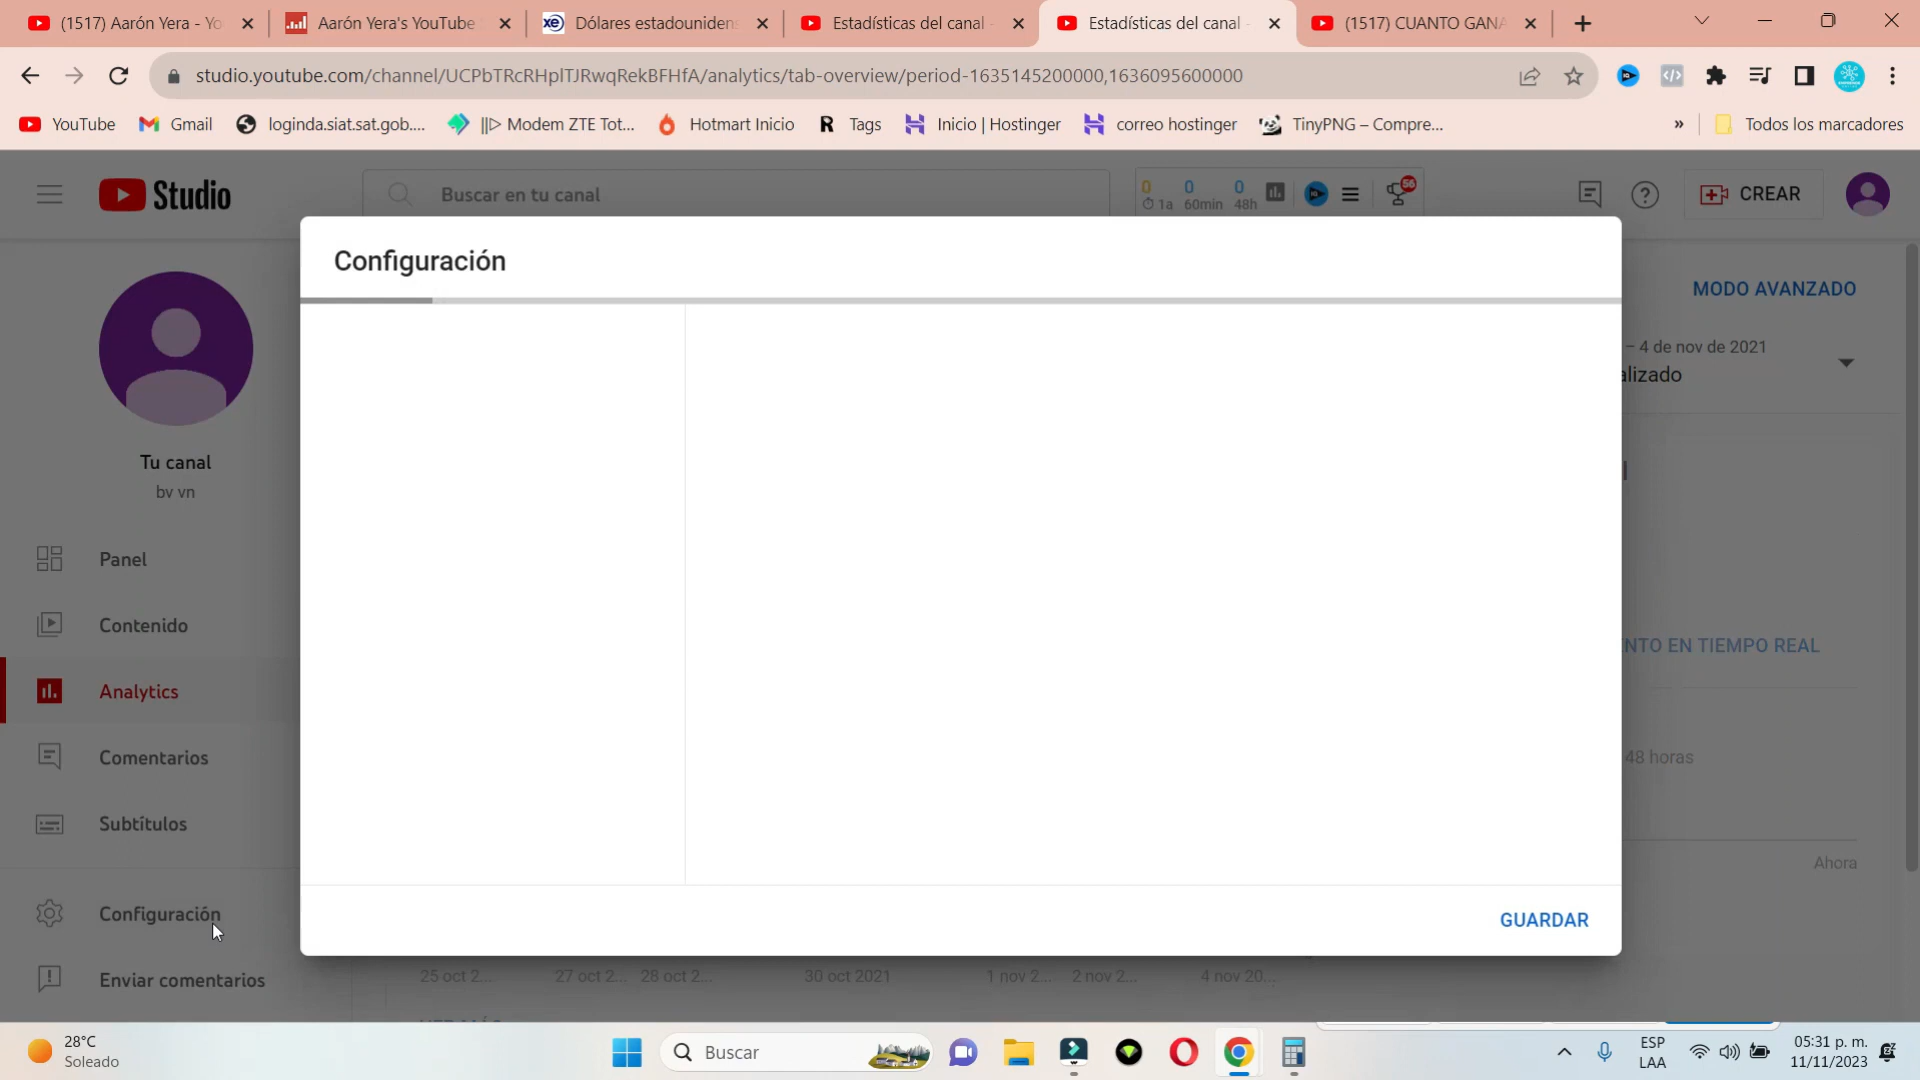 (1517) Aarón Yera - Yo
Aarón Yera's YouTube
Dólares estadouniden
Estadísticas del canal -
Estadísticas del canal -
(1517) CUANTO GANA
studio.youtube.com/channel/UCPbTRcRHplTJRwqRekBFHfA/analytics/tab-overview/period-1635145200000,1636095600000
YouTube
Gmail
loginda.siat.sat.gob....
||▷ Modem ZTE Tot...
Hotmart Inicio
R Tags
Inicio | Hostinger
correo hostinger
TinyPNG – Compre...
»
Todos los marcadores
Studio
Buscar en tu canal
0 0 0
1a 60min 48h
56
CREAR
Configuración
MODO AVANZADO
– 4 de nov de 2021
alizado
Tu canal
bv vn
Panel
Contenido
Analytics
Comentarios
Subtítulos
Configuración
Enviar comentarios
NTO EN TIEMPO REAL
48 horas
Ahora
GUARDAR
25 oct 2...
27 oct 2...
28 oct 2...
30 oct 2021
1 nov 2...
2 nov 2...
4 nov 20...
28°C
Soleado
Buscar
ESP
LAA
05:31 p. m.
11/11/2023